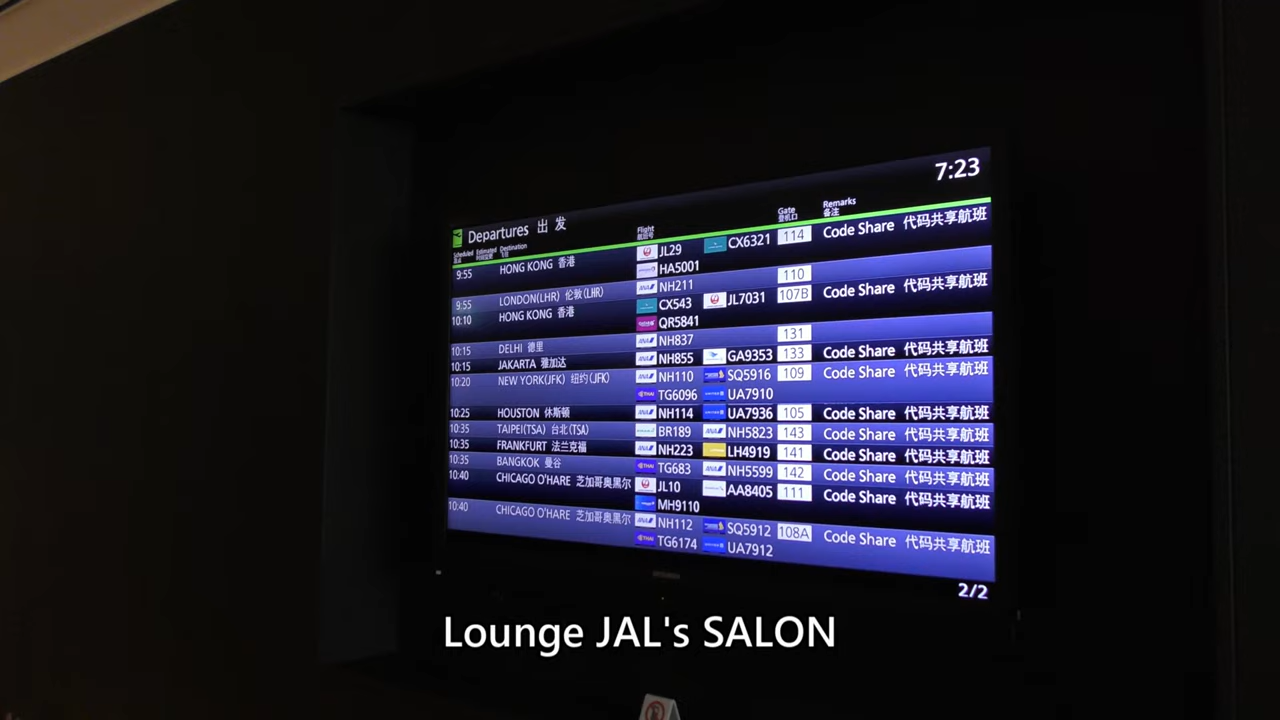 7:23
Departures 出 发
Scheduled Estimated Destination Flight Gate Remarks
航班号 登机口 备注
9:55 HONG KONG 香港 JL29 CX6321 114 Code Share 代码共享航班
HA5001
9:55 LONDON(LHR) 伦敦(LHR) NH211 110
10:10 HONG KONG 香港 CX543 JL7031 107B Code Share 代码共享航班
QR5841
10:15 DELHI 德里 NH837 131
10:15 JAKARTA 雅加达 NH855 GA9353 133 Code Share 代码共享航班
10:20 NEW YORK(JFK) 纽约(JFK) NH110 SQ5916 109 Code Share 代码共享航班
TG6096 UA7910
10:25 HOUSTON 休斯顿 NH114 UA7936 105 Code Share 代码共享航班
10:35 TAIPEI(TSA) 台北(TSA) BR189 NH5823 143 Code Share 代码共享航班
10:35 FRANKFURT 法兰克福 NH223 LH4919 141 Code Share 代码共享航班
10:35 BANGKOK 曼谷 TG683 NH5599 142 Code Share 代码共享航班
10:40 CHICAGO O'HARE 芝加哥奥黑尔 JL10 AA8405 111 Code Share 代码共享航班
MH9110
10:40 CHICAGO O'HARE 芝加哥奥黑尔 NH112 SQ5912 108A Code Share 代码共享航班
TG6174 UA7912
2/2
Lounge JAL's SALON